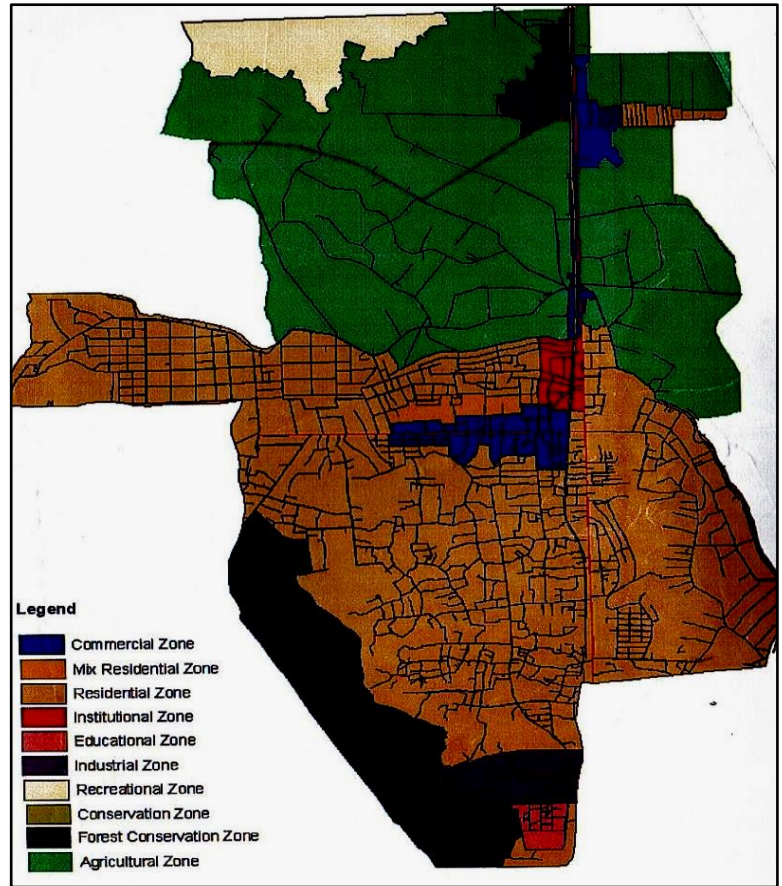 Legend
Commercial Zone
Mix Residential Zone
Residential Zone
Institutional Zone
Educational Zone
Industrial Zone
Recreational Zone
Conservation Zone
Forest Conservation Zone
Agricultural Zone